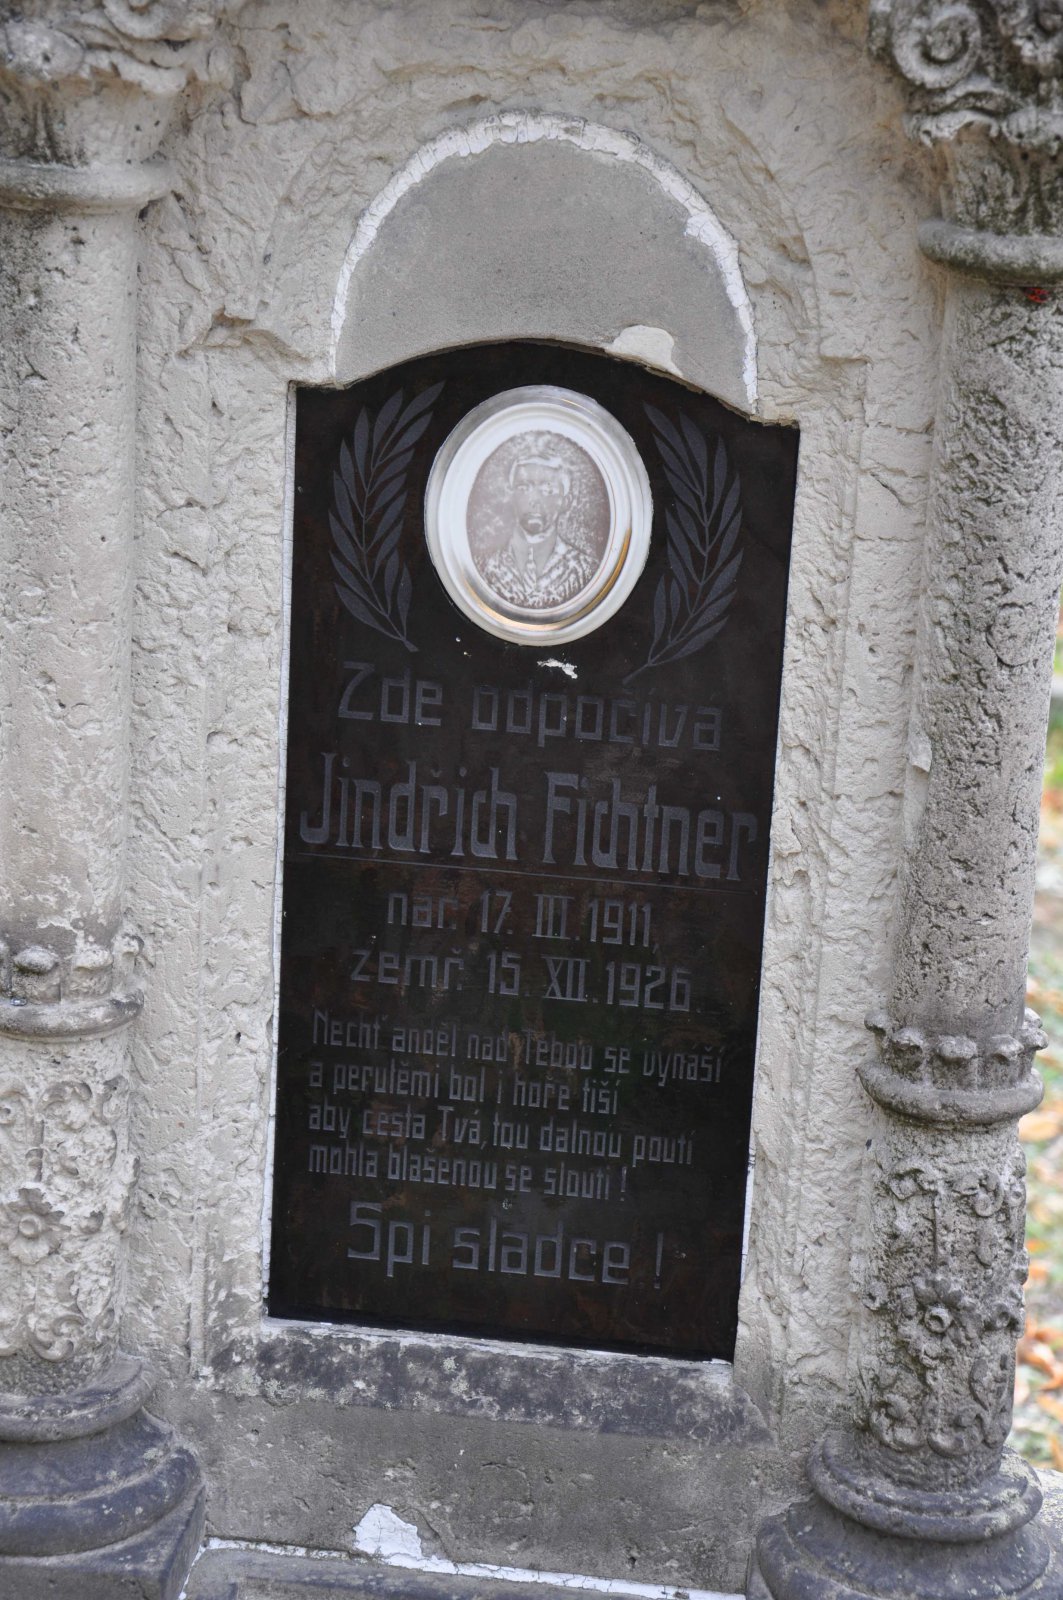 Zde odpočívá
Jindřich Fichtner
nar. 17. III. 1911,
zemř. 15. XII. 1926.
Nechť anděl nad Tebou se vynáší
a perutěmi bol i hoře tiší
aby cesta Tvá, tou dalnou poutí
mohla blaženou se slouti!
Spi sladce!